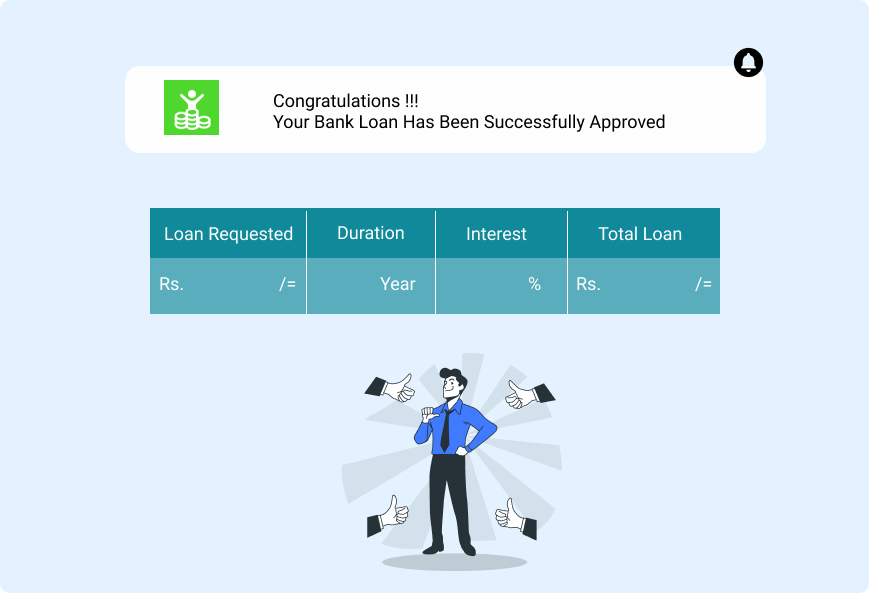 Congratulations !!!
Your Bank Loan Has Been Successfully Approved
Loan Requested Duration Interest Total Loan
Rs. /= Year % Rs. /=